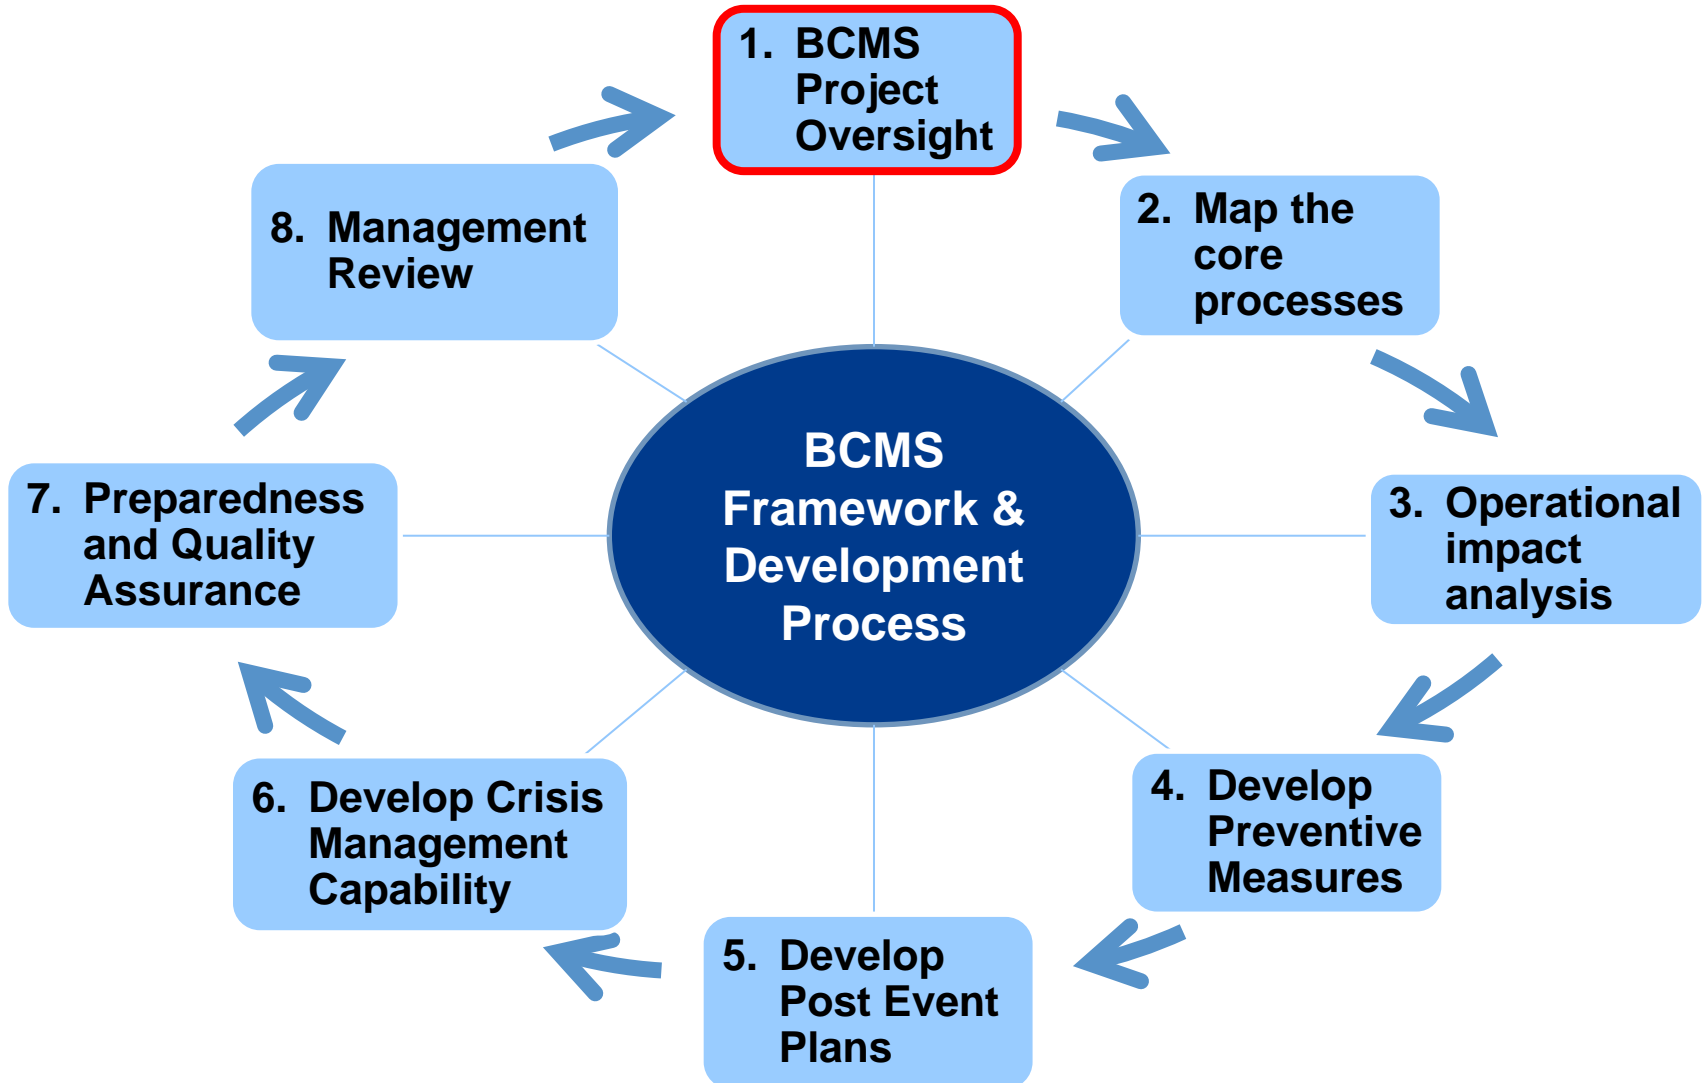 1. BCMS
Project
Oversight
2. Map the
core
processes
3. Operational
impact
analysis
4. Develop
Preventive
Measures
5. Develop
Post Event
Plans
6. Develop Crisis
Management
Capability
7. Preparedness
and Quality
Assurance
8. Management
Review
BCMS
Framework &
Development
Process